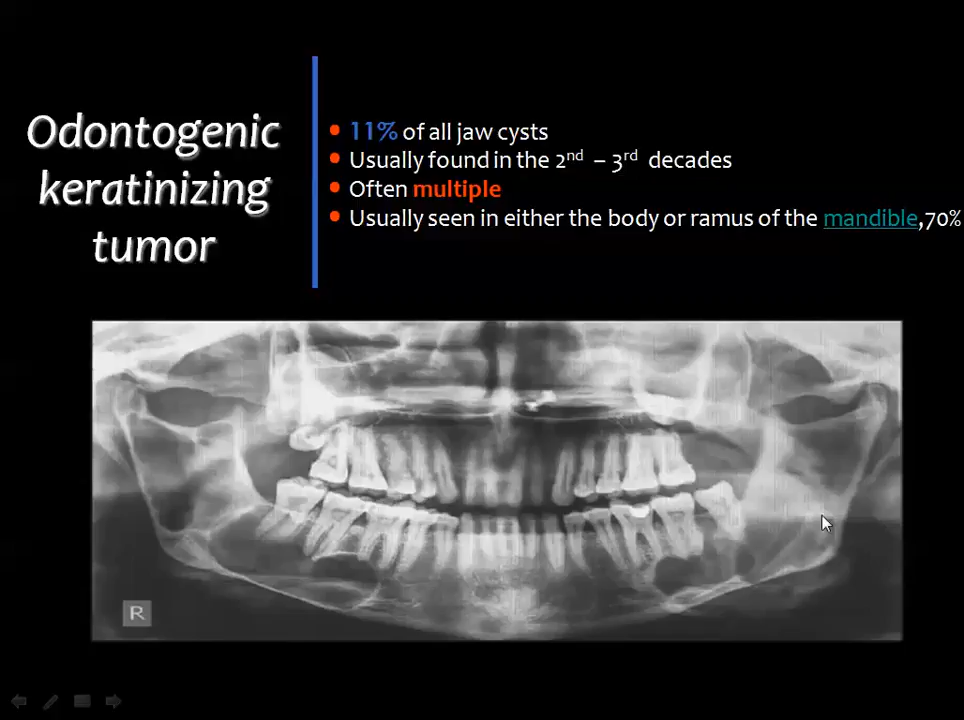 Odontogenic
keratinizing
tumor
• 11% of all jaw cysts
• Usually found in the 2nd – 3rd decades
• Often multiple
• Usually seen in either the body or ramus of the mandible,70%
R